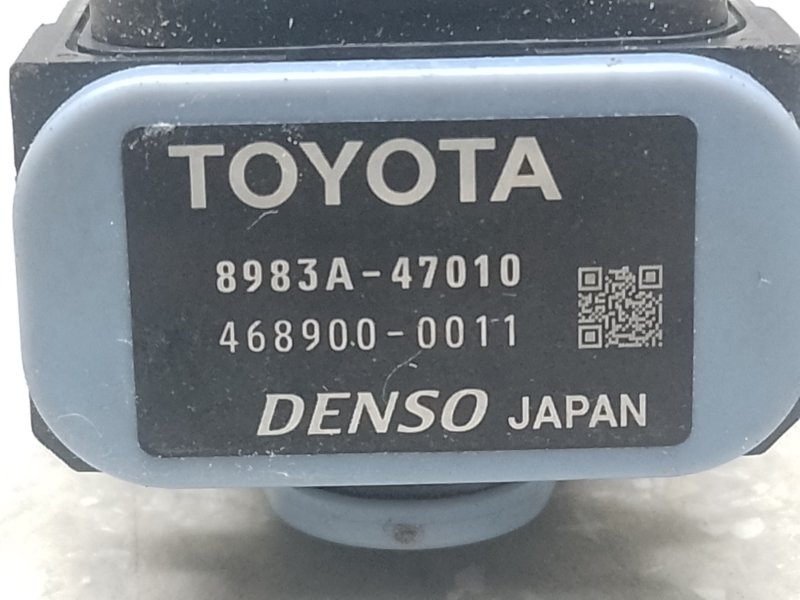 TOYOTA
8983A-47010
468900-0011
DENSO JAPAN